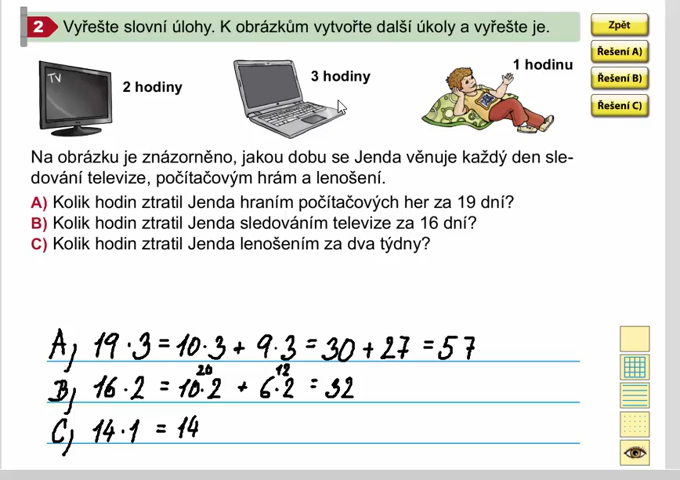 2 Vyřešte slovní úlohy. K obrázkům vytvořte další úkoly a vyřešte je.
Zpět
Řešení A)
Řešení B)
Řešení C)
TV
2 hodiny
3 hodiny
1 hodinu
Na obrázku je znázorněno, jakou dobu se Jenda věnuje každý den sle-
dování televize, počítačovým hrám a lenošení.
A) Kolik hodin ztratil Jenda hraním počítačových her za 19 dní?
B) Kolik hodin ztratil Jenda sledováním televize za 16 dní?
C) Kolik hodin ztratil Jenda lenošením za dva týdny?
A) 19 · 3 = 10 · 3 + 9 · 3 = 30 + 27 = 57
20 12
B) 16 · 2 = 10 · 2 + 6 · 2 = 32
C) 14 · 1 = 14